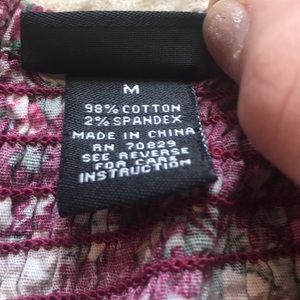 M
98% COTTON
2% SPANDEX
MADE IN CHINA
RN 70829
SEE REVERSE
FOR CARE
INSTRUCTION